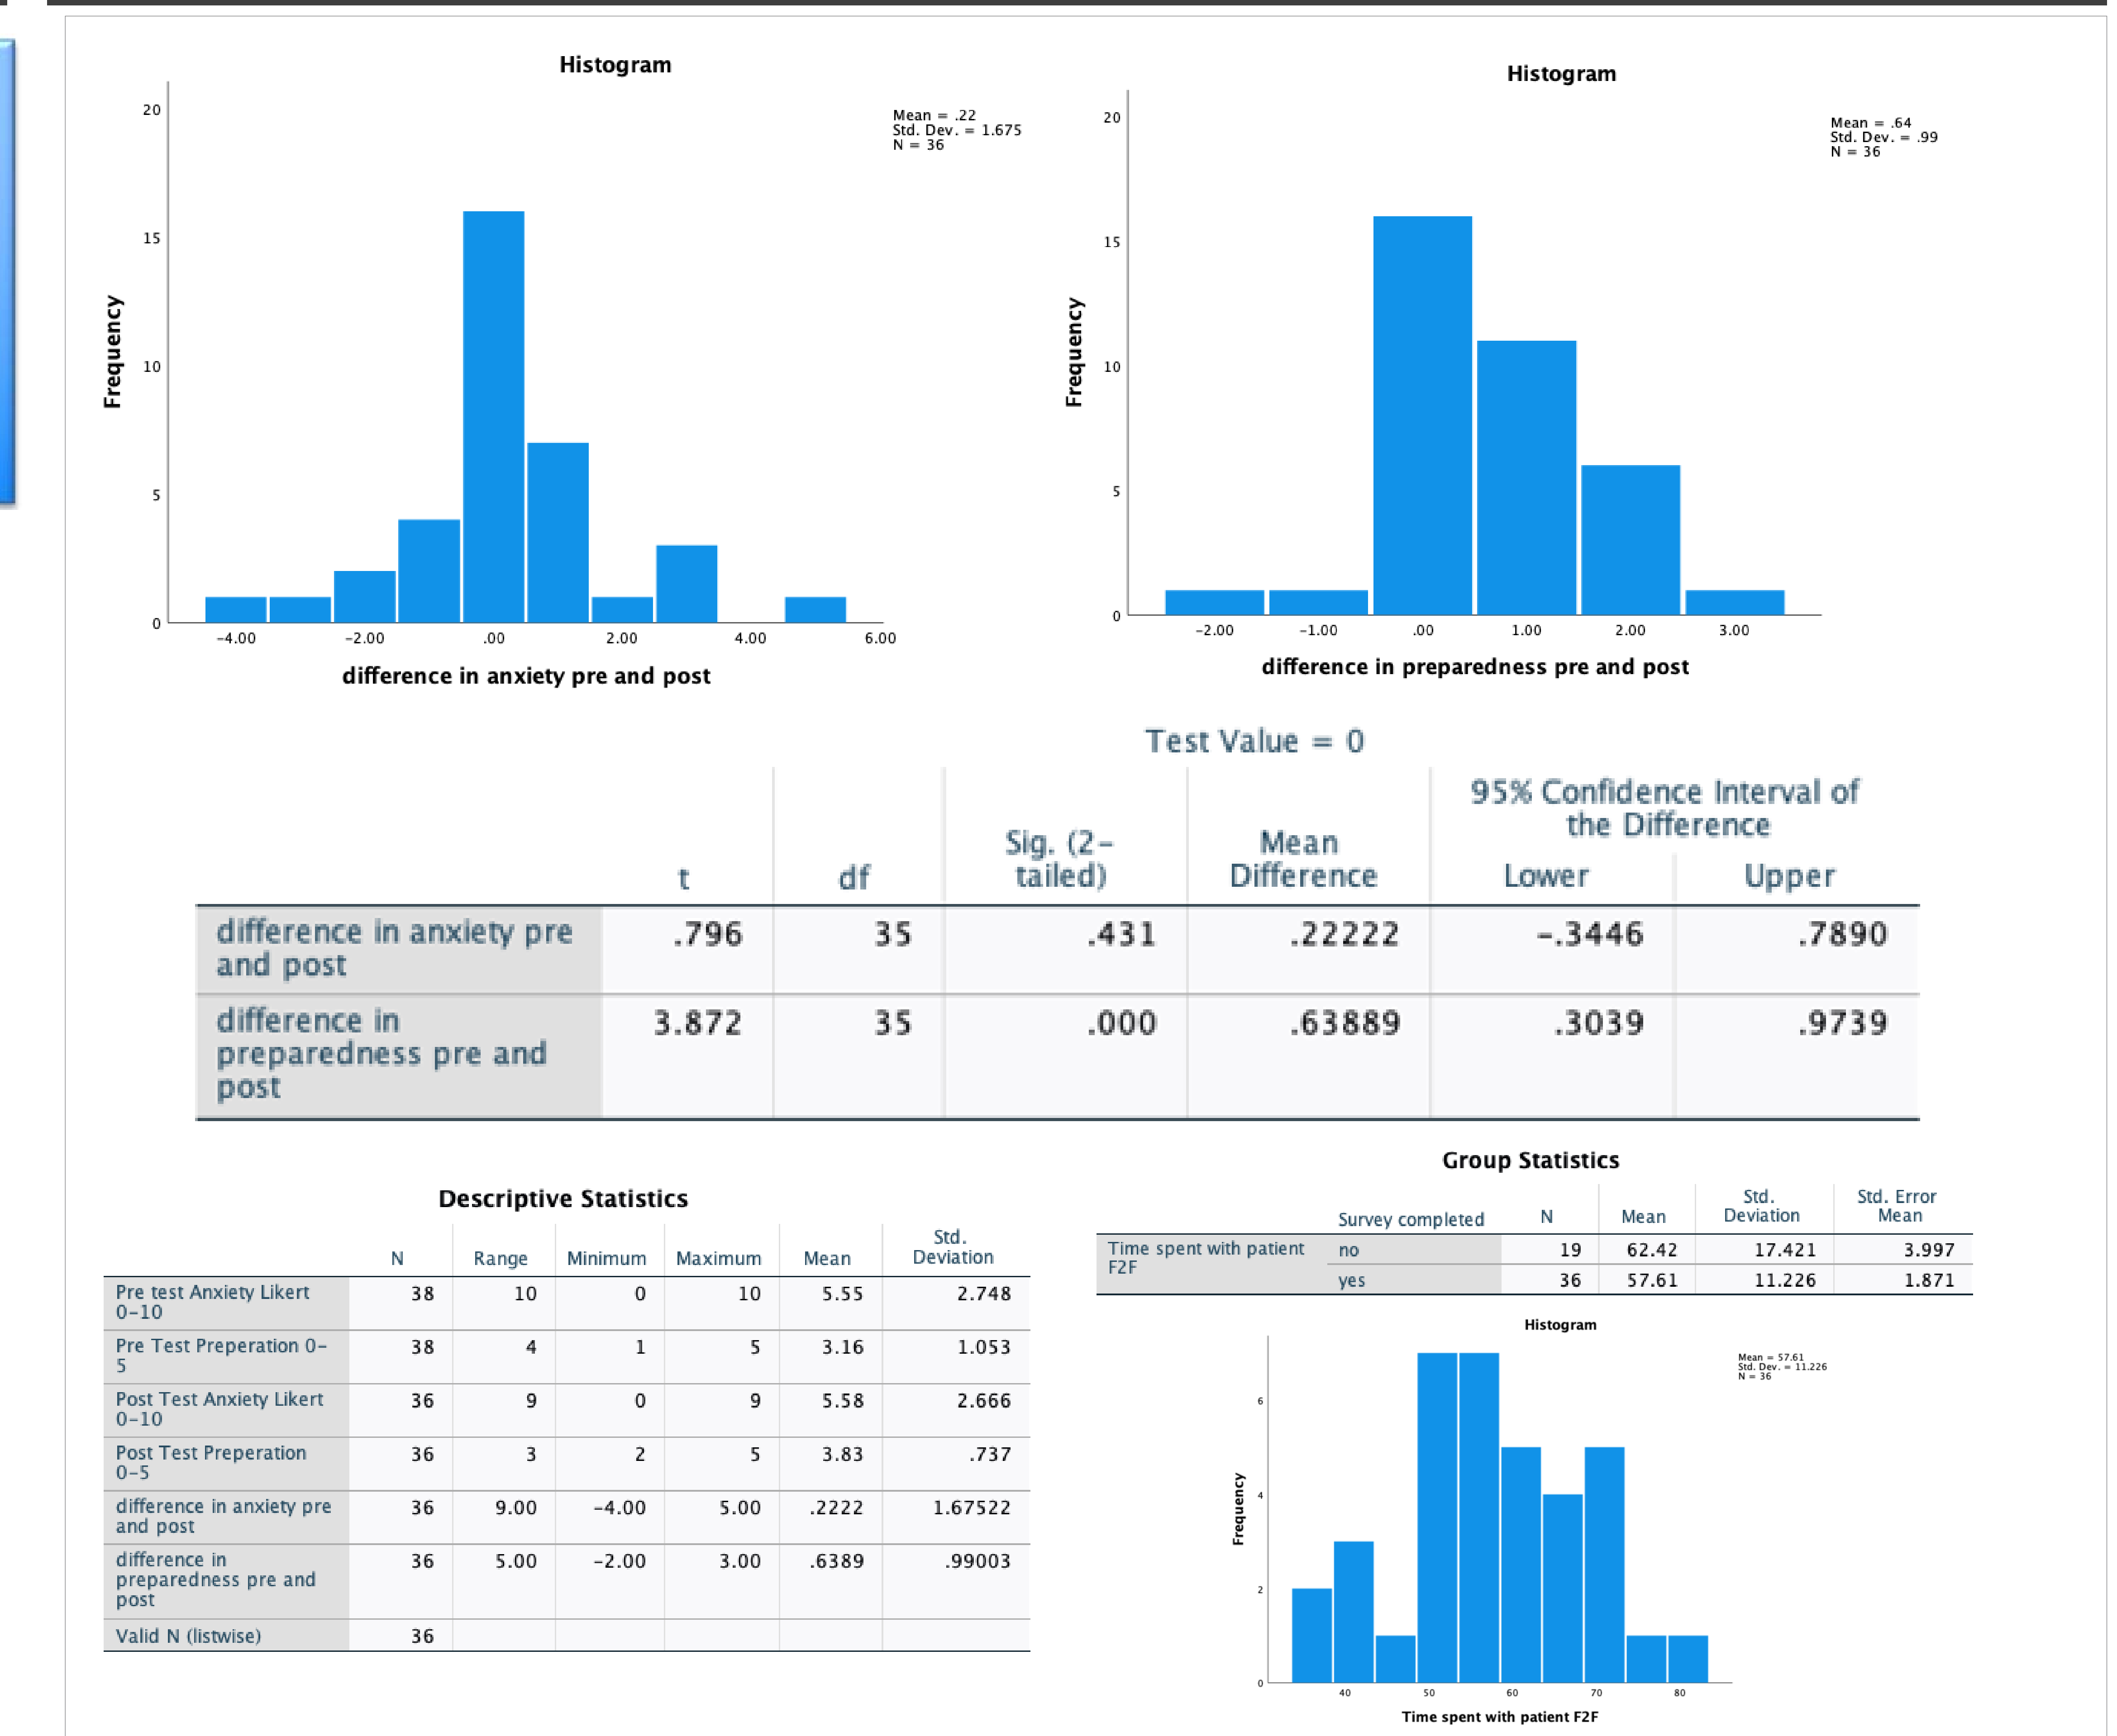 Histogram
20
15
10
5
0
Frequency
Mean = .22
Std. Dev. = 1.675
N = 36
-4.00 -2.00 .00 2.00 4.00 6.00
difference in anxiety pre and post
Histogram
20
15
10
5
0
Frequency
Mean = .64
Std. Dev. = .99
N = 36
-2.00 -1.00 .00 1.00 2.00 3.00
difference in preparedness pre and post
Test Value = 0
95% Confidence Interval of
the Difference
Sig. (2-
tailed)
Mean
Difference
t df Lower Upper
difference in anxiety pre
and post
.796 35 .431 .22222 -.3446 .7890
difference in
preparedness pre and
post
3.872 35 .000 .63889 .3039 .9739
Descriptive Statistics
N Range Minimum Maximum Mean Std.
Deviation
Pre test Anxiety Likert
0-10
38 10 0 10 5.55 2.748
Pre Test Preperation 0-
5
38 4 1 5 3.16 1.053
Post Test Anxiety Likert
0-10
36 9 0 9 5.58 2.666
Post Test Preperation
0-5
36 3 2 5 3.83 .737
difference in anxiety pre
and post
36 9.00 -4.00 5.00 .2222 1.67522
difference in
preparedness pre and
post
36 5.00 -2.00 3.00 .6389 .99003
Valid N (listwise) 36
Group Statistics
Survey completed N Mean Std.
Deviation
Std. Error
Mean
Time spent with patient
F2F
no 19 62.42 17.421 3.997
yes 36 57.61 11.226 1.871
Histogram
Mean = 57.61
Std. Dev. = 11.226
N = 36
6
4
2
0
Frequency
40 50 60 70 80
Time spent with patient F2F